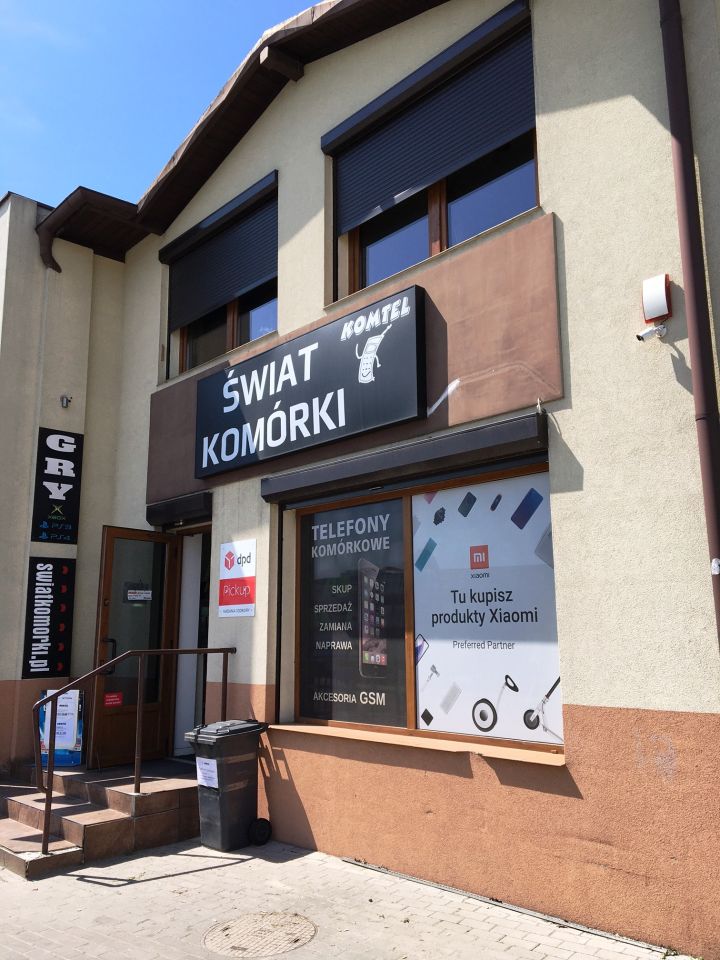 KOMTEL
ŚWIAT
KOMÓRKI
GRY
XBOX
PS3
PS4
swiatkomorki.pl
dpd
Pickup
TELEFONY
KOMÓRKOWE
SKUP
SPRZEDAŻ
ZAMIANA
NAPRAWA
AKCESORIA GSM
mi
XIAOMI
Tu kupisz
produkty Xiaomi
Preferred Partner